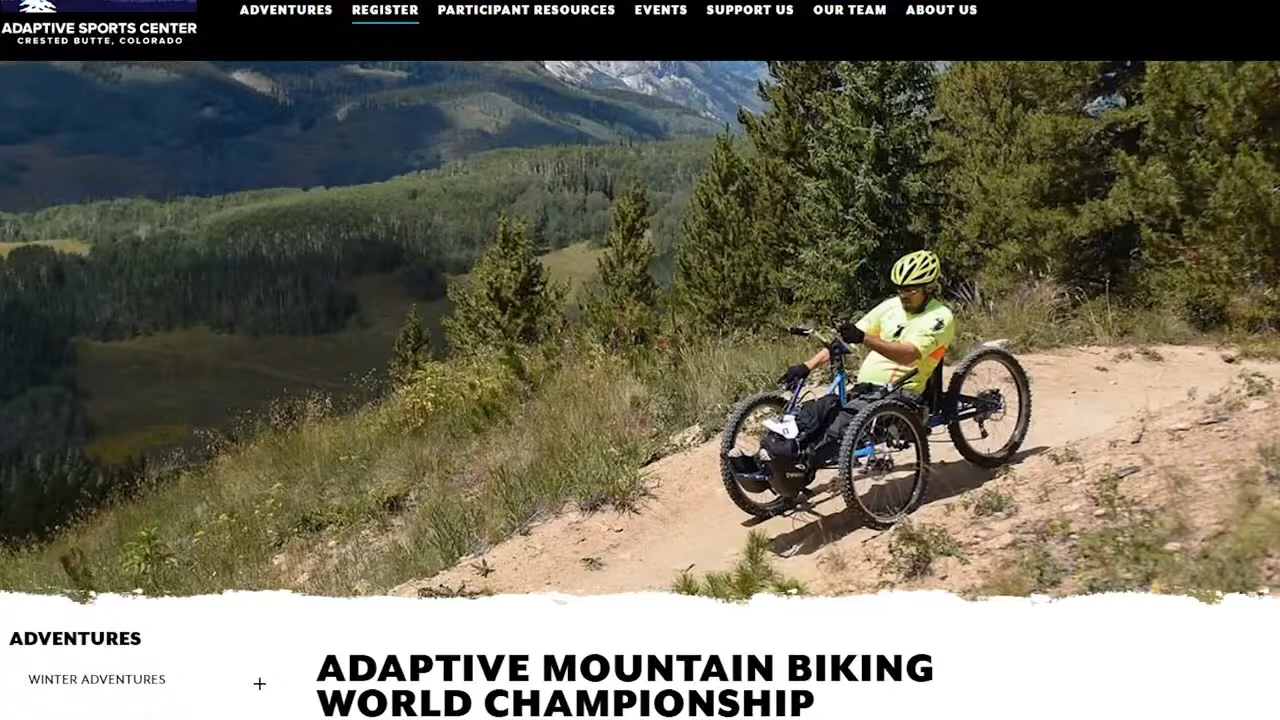 ADVENTURES REGISTER PARTICIPANT RESOURCES EVENTS SUPPORT US OUR TEAM ABOUT US
ADAPTIVE SPORTS CENTER
CRESTED BUTTE, COLORADO
ADVENTURES
WINTER ADVENTURES +
ADAPTIVE MOUNTAIN BIKING
WORLD CHAMPIONSHIP